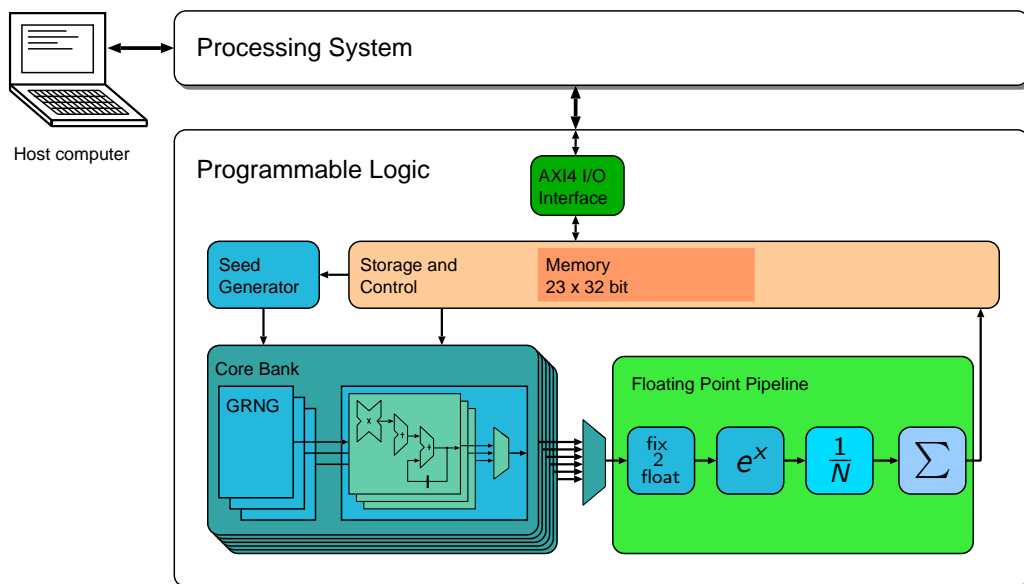 Processing System
Host computer
Programmable Logic
AXI4 I/O
Interface
Seed
Generator
Storage and
Control
Memory
23 x 32 bit
Core Bank
GRNG
x
+
+
Floating Point Pipeline
fix
2
float
e^x
1/N
∑